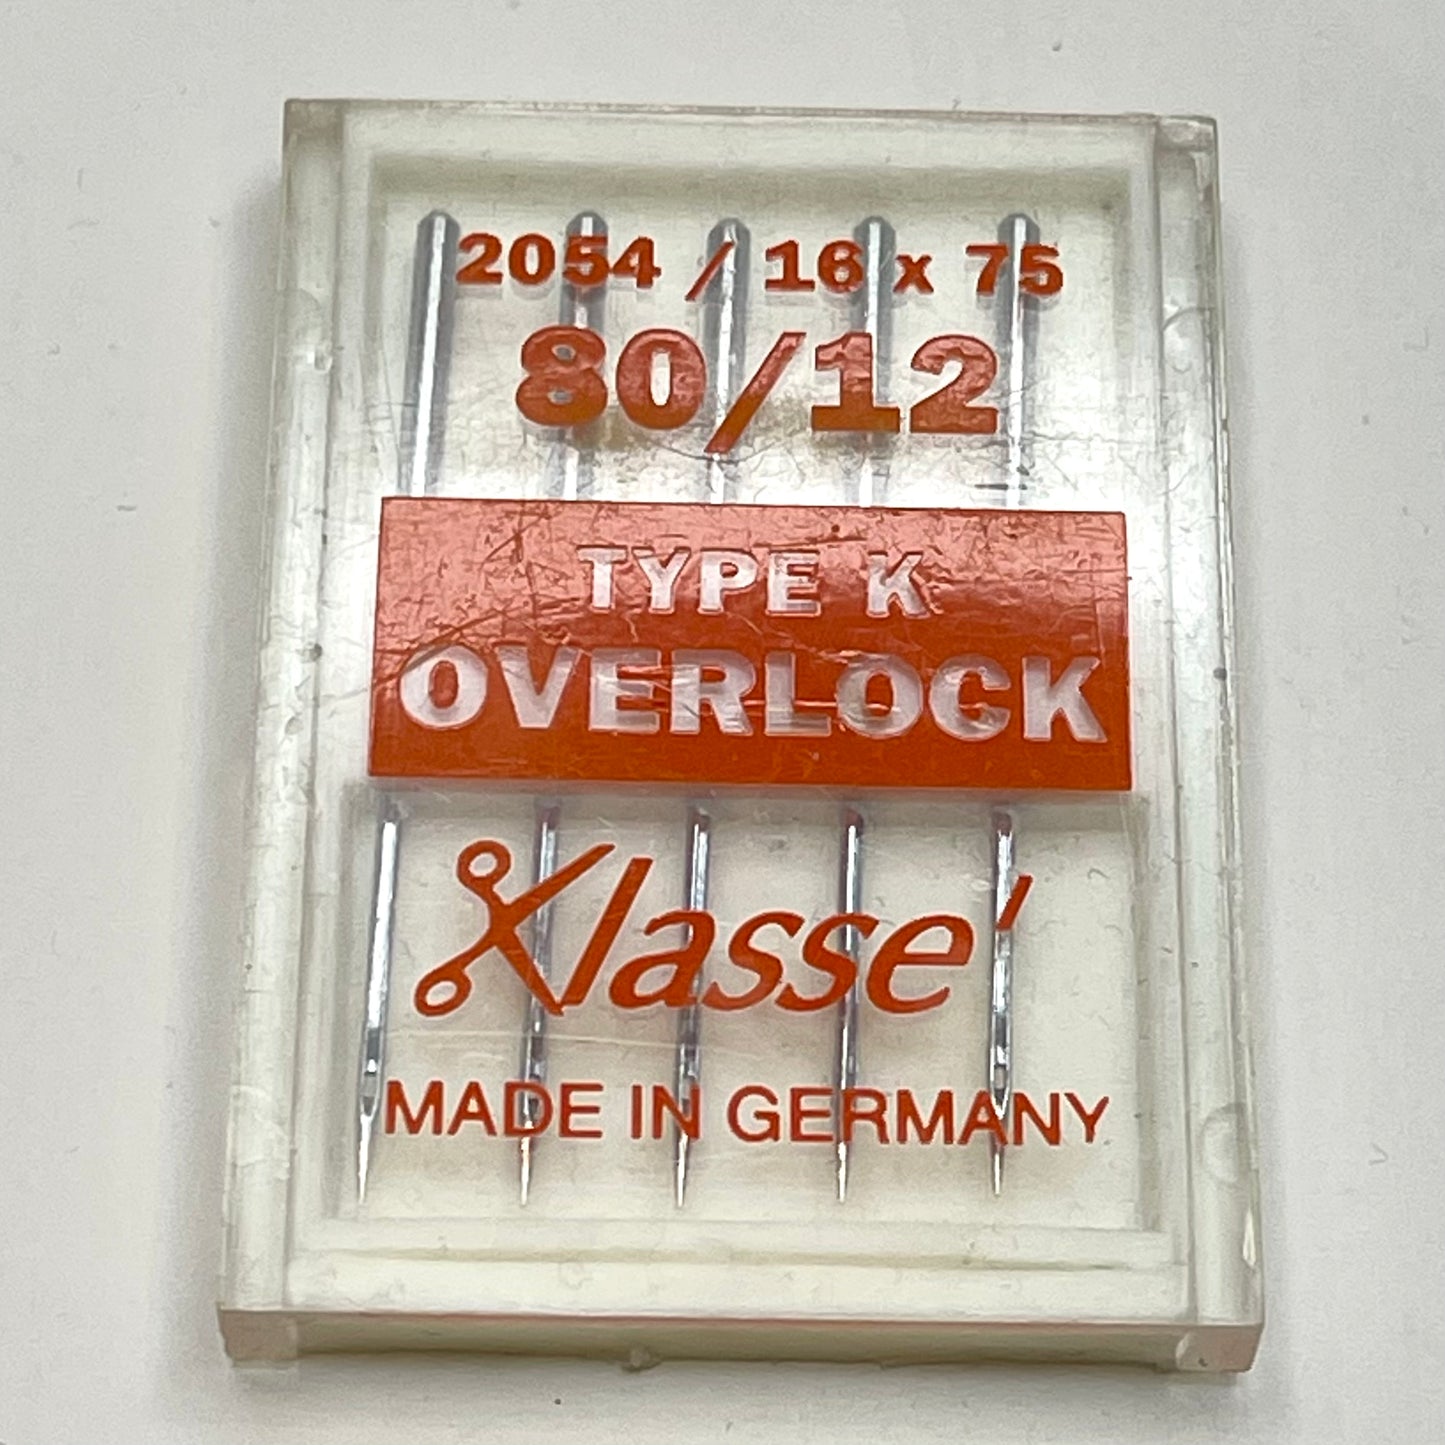 2054 / 16 x 75
80/12
TYPE K
OVERLOCK
Klasse'
MADE IN GERMANY